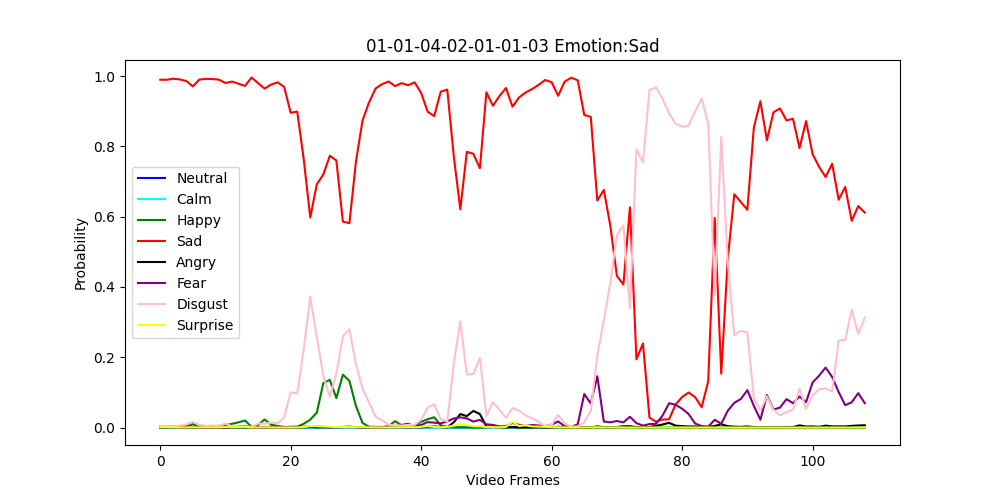 01-01-04-02-01-01-03 Emotion:Sad
1.0
0.8
0.6
0.4
0.2
0.0
Probability
Neutral
Calm
Happy
Sad
Angry
Fear
Disgust
Surprise
0 20 40 60 80 100
Video Frames